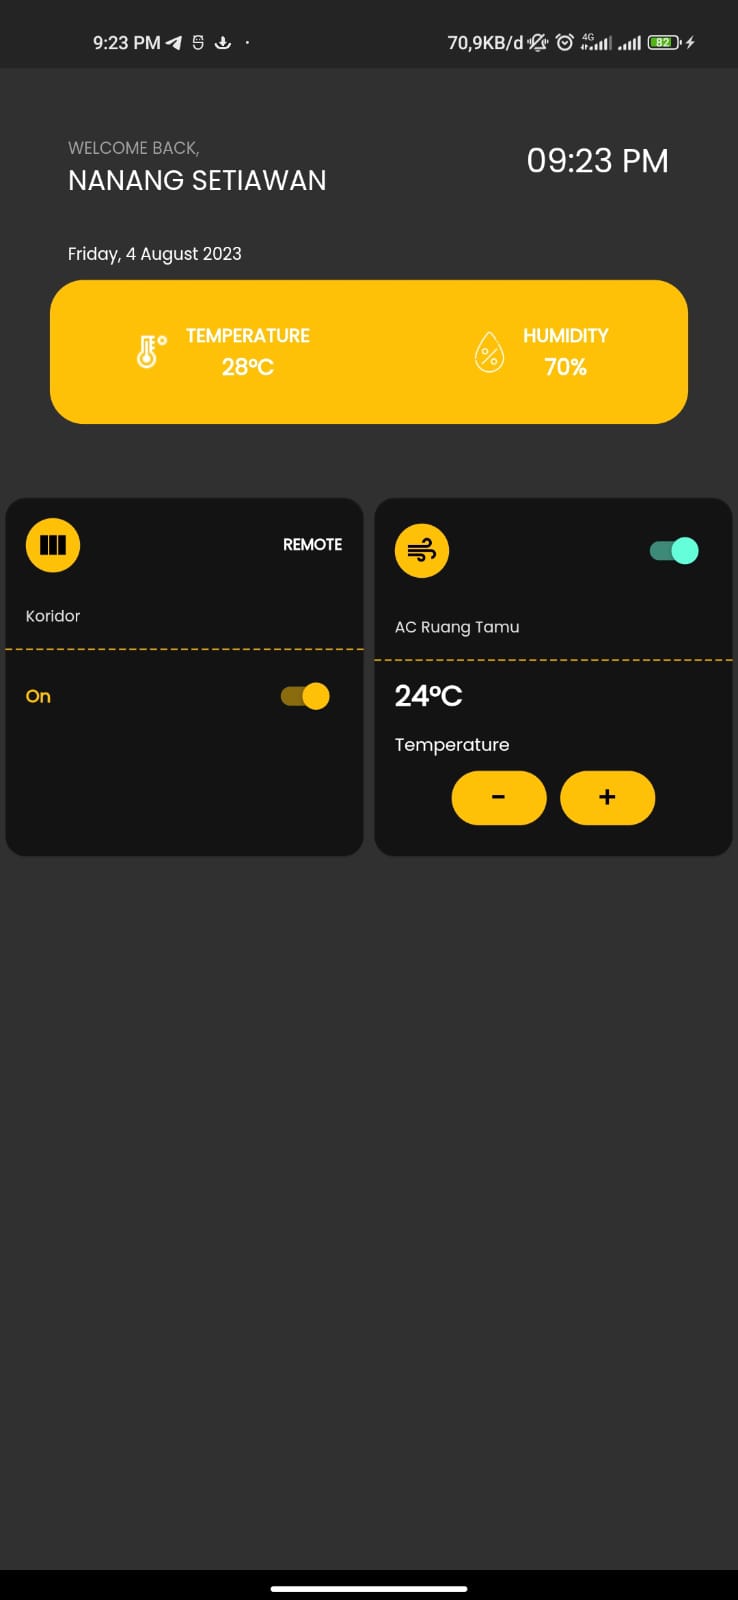 9:23 PM 70,9KB/d 4G 82
WELCOME BACK,
NANANG SETIAWAN
09:23 PM
Friday, 4 August 2023
TEMPERATURE
28°C
HUMIDITY
70%
REMOTE
Koridor
On
AC Ruang Tamu
24°C
Temperature
- +